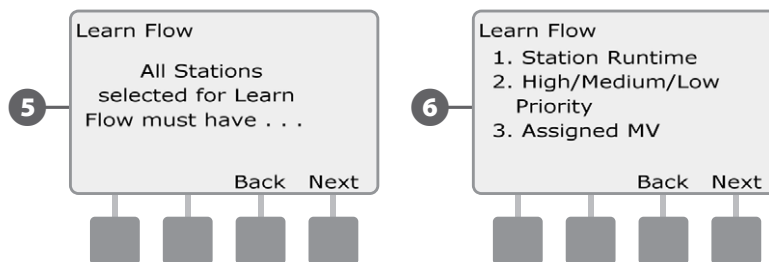 5
Learn Flow
All Stations
selected for Learn
Flow must have . . .
Back Next
6
Learn Flow
1. Station Runtime
2. High/Medium/Low
Priority
3. Assigned MV
Back Next